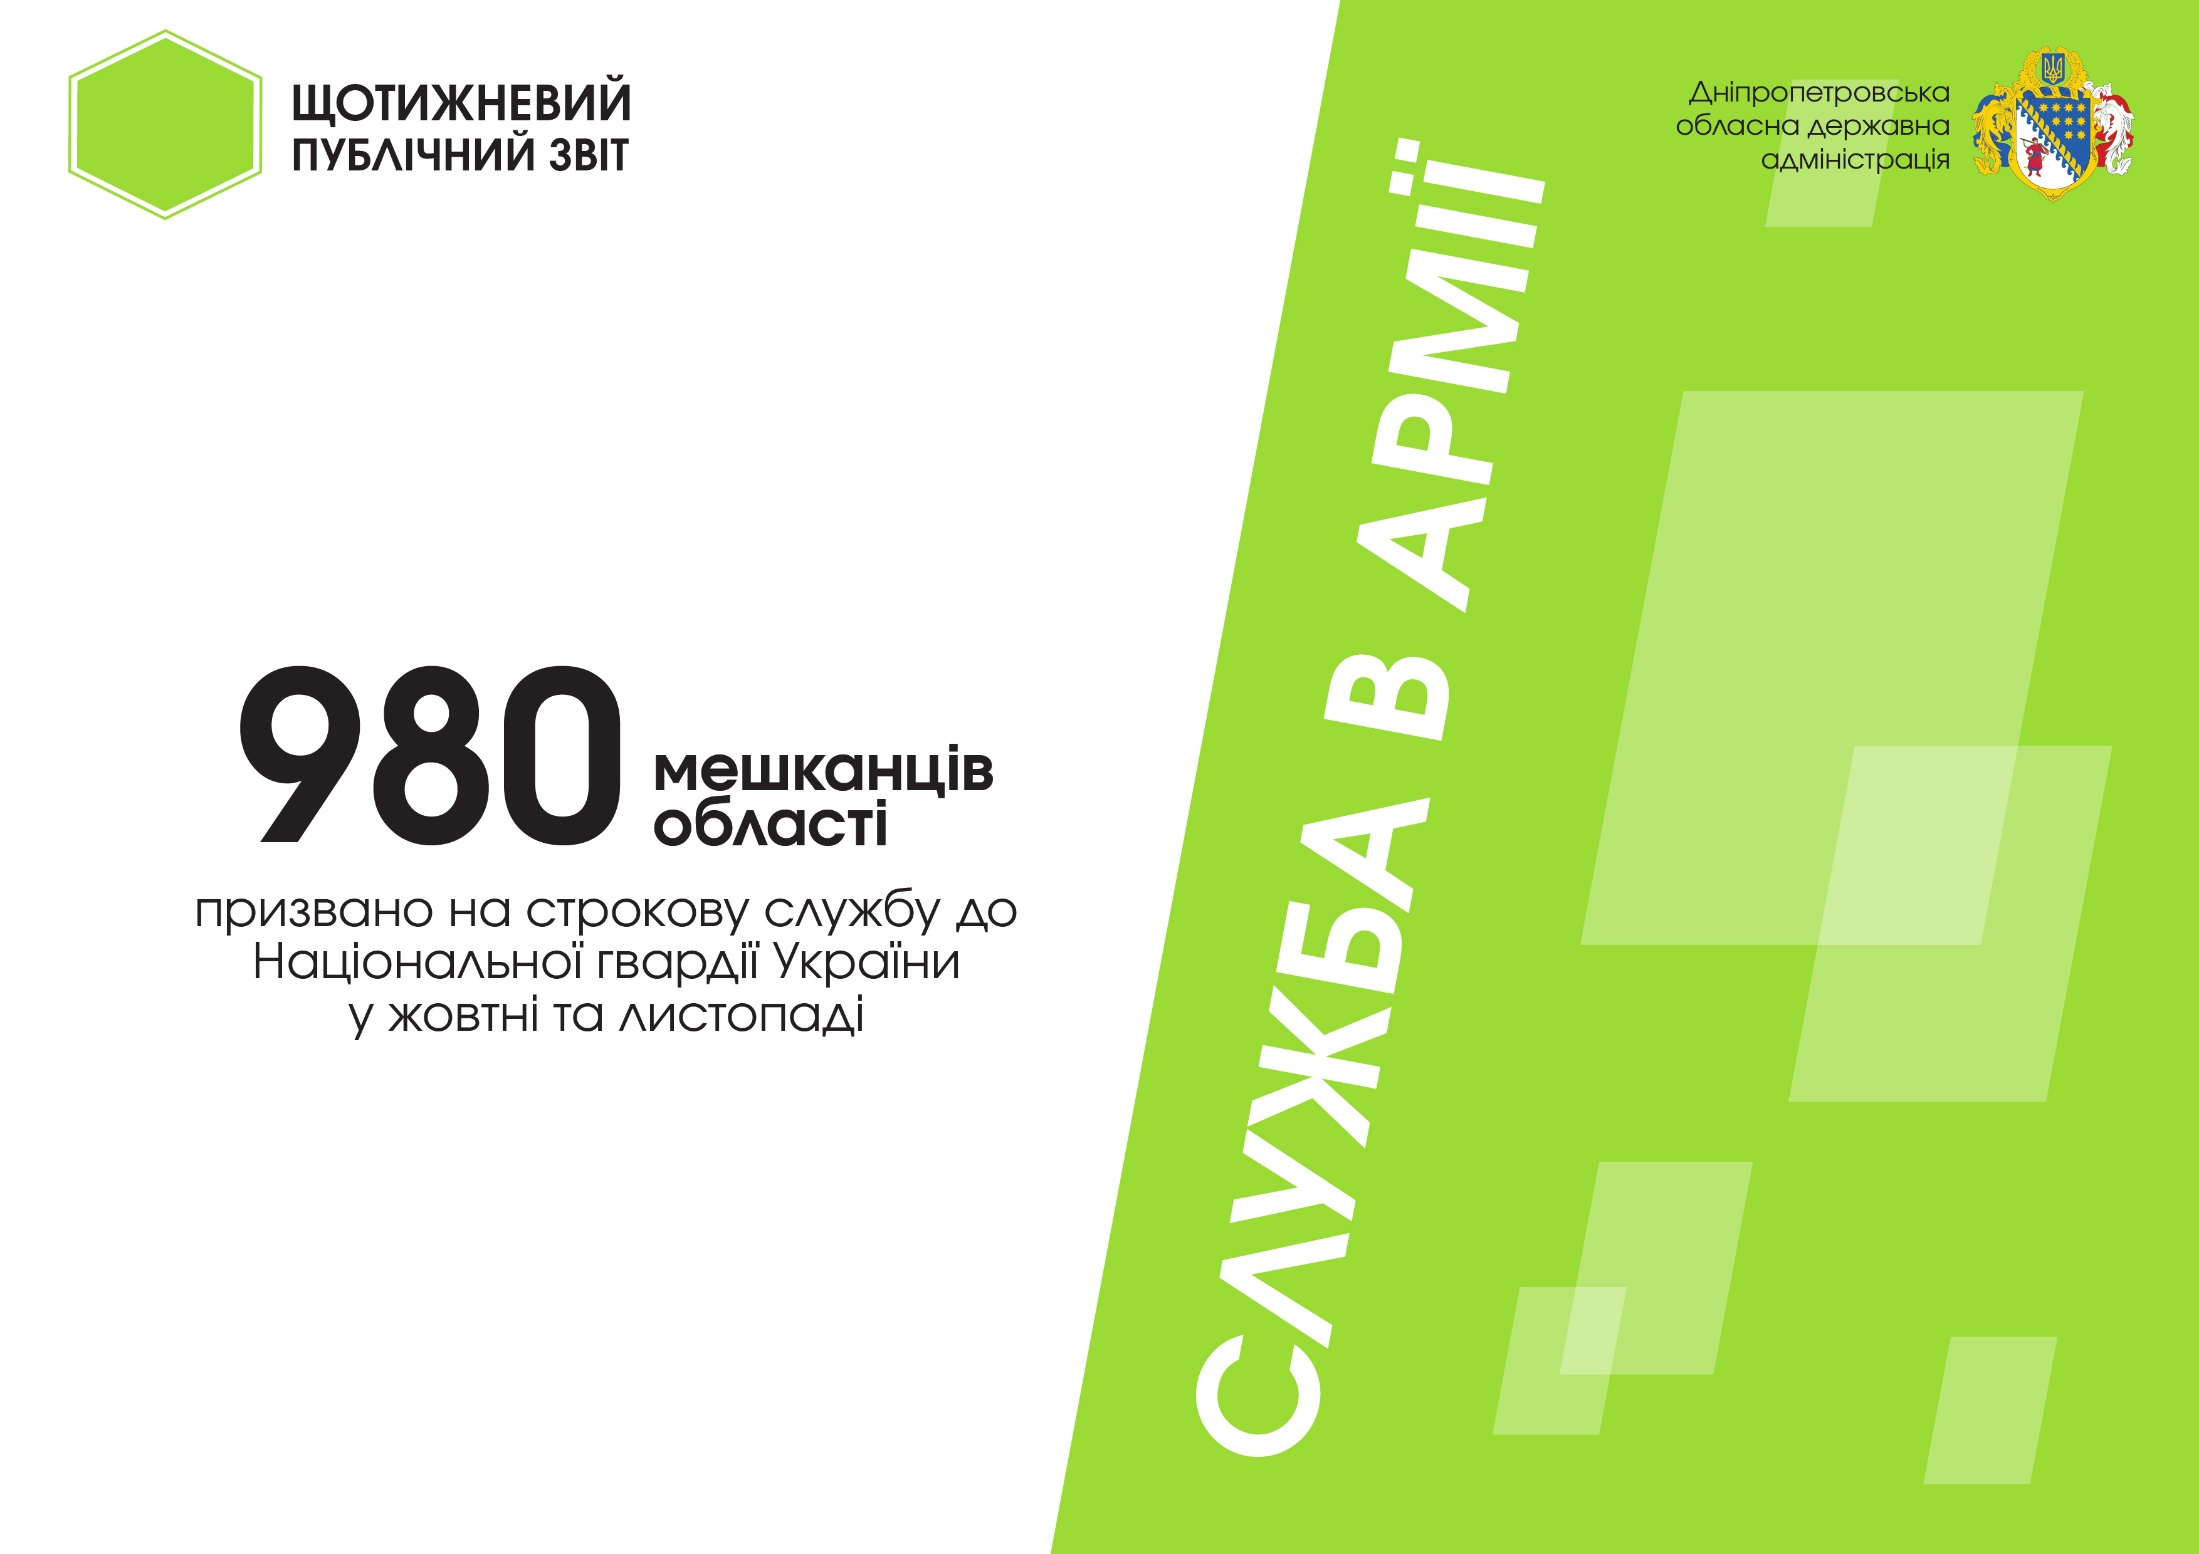 ЩОТИЖНЕВИЙ
ПУБЛІЧНИЙ ЗВІТ
Дніпропетровська
обласна державна
адміністрація
СЛУЖБА В АРМІЇ
980 мешканців
області
призвано на строкову службу до
Національної гвардії України
у жовтні та листопаді